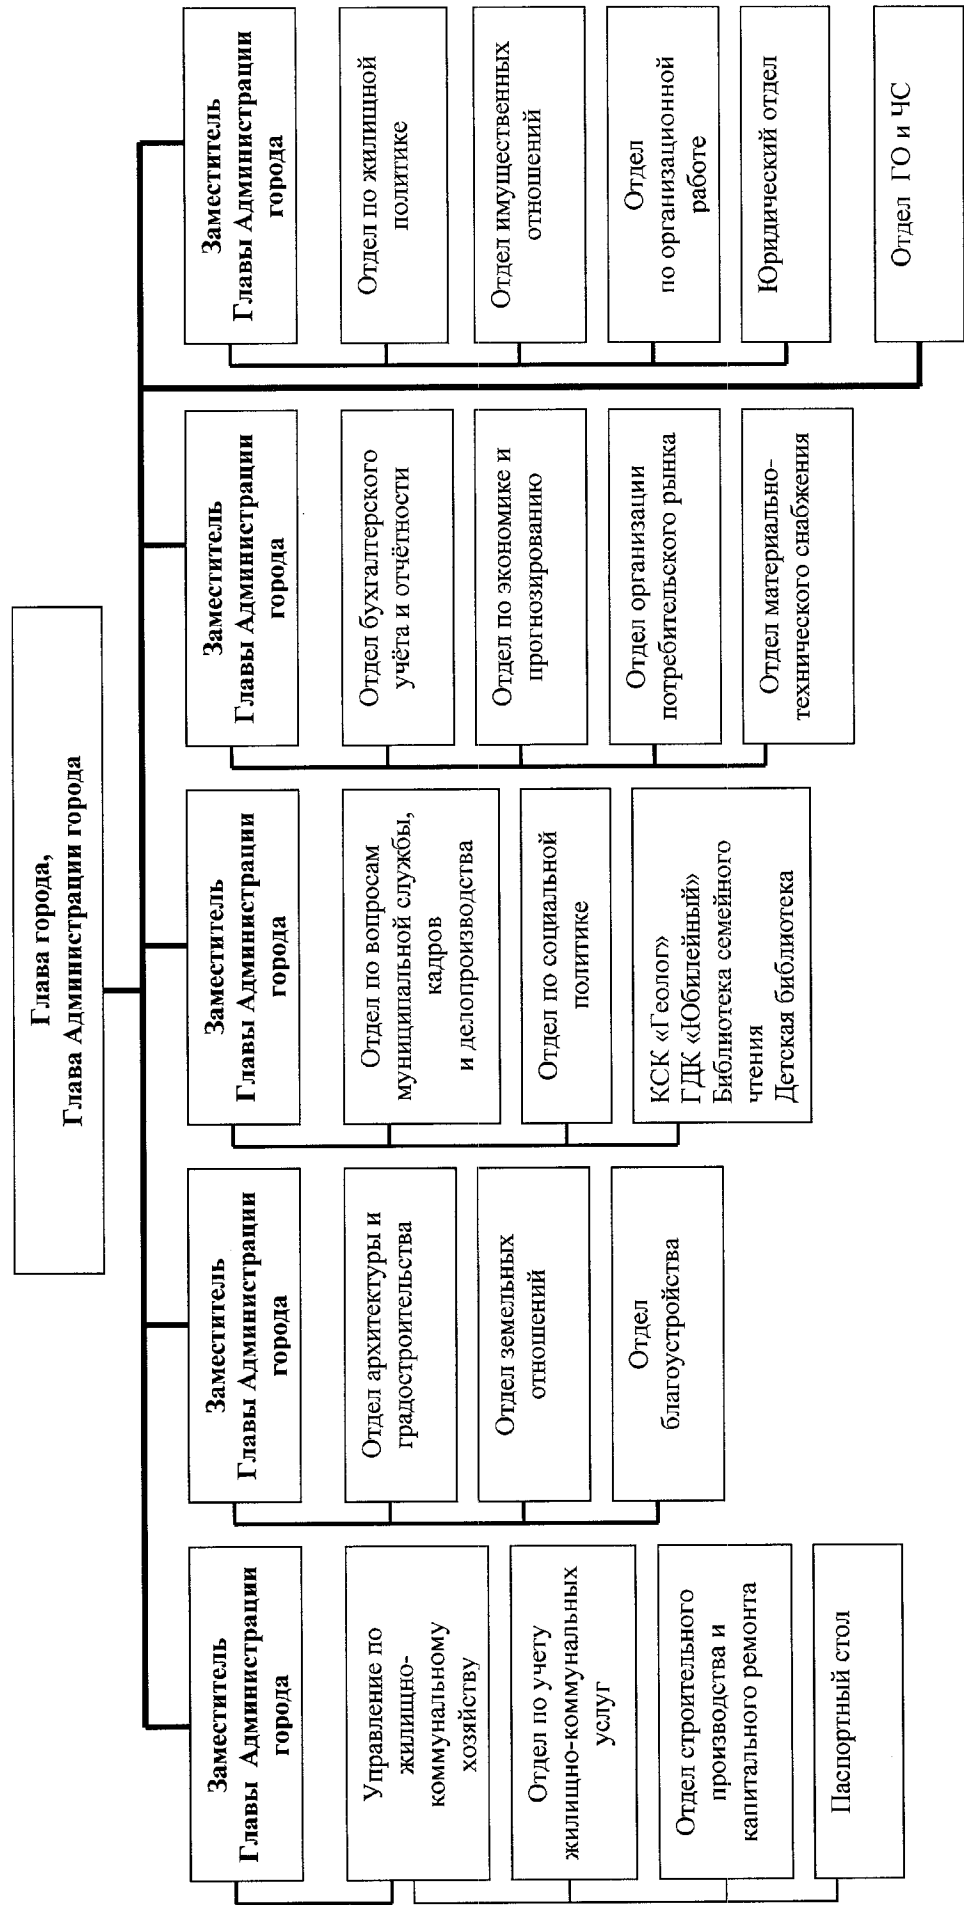 Глава города,
Глава Администрации города
Заместитель
Главы Администрации
города
Управление по
жилищно-
коммунальному
хозяйству
Отдел по учету
жилищно-коммунальных
услуг
Отдел строительного
производства и
капитального ремонта
Паспортный стол
Заместитель
Главы Администрации
города
Отдел архитектуры и
градостроительства
Отдел земельных
отношений
Отдел
благоустройства
Заместитель
Главы Администрации
города
Отдел по вопросам
муниципальной службы,
кадров
и делопроизводства
Отдел по социальной
политике
КСК «Геолог»
ГДК «Юбилейный»
Библиотека семейного
чтения
Детская библиотека
Заместитель
Главы Администрации
города
Отдел бухгалтерского
учёта и отчётности
Отдел по экономике и
прогнозированию
Отдел организации
потребительского рынка
Отдел материально-
технического снабжения
Заместитель
Главы Администрации
города
Отдел по жилищной
политике
Отдел имущественных
отношений
Отдел
по организационной
работе
Юридический отдел
Отдел ГО и ЧС